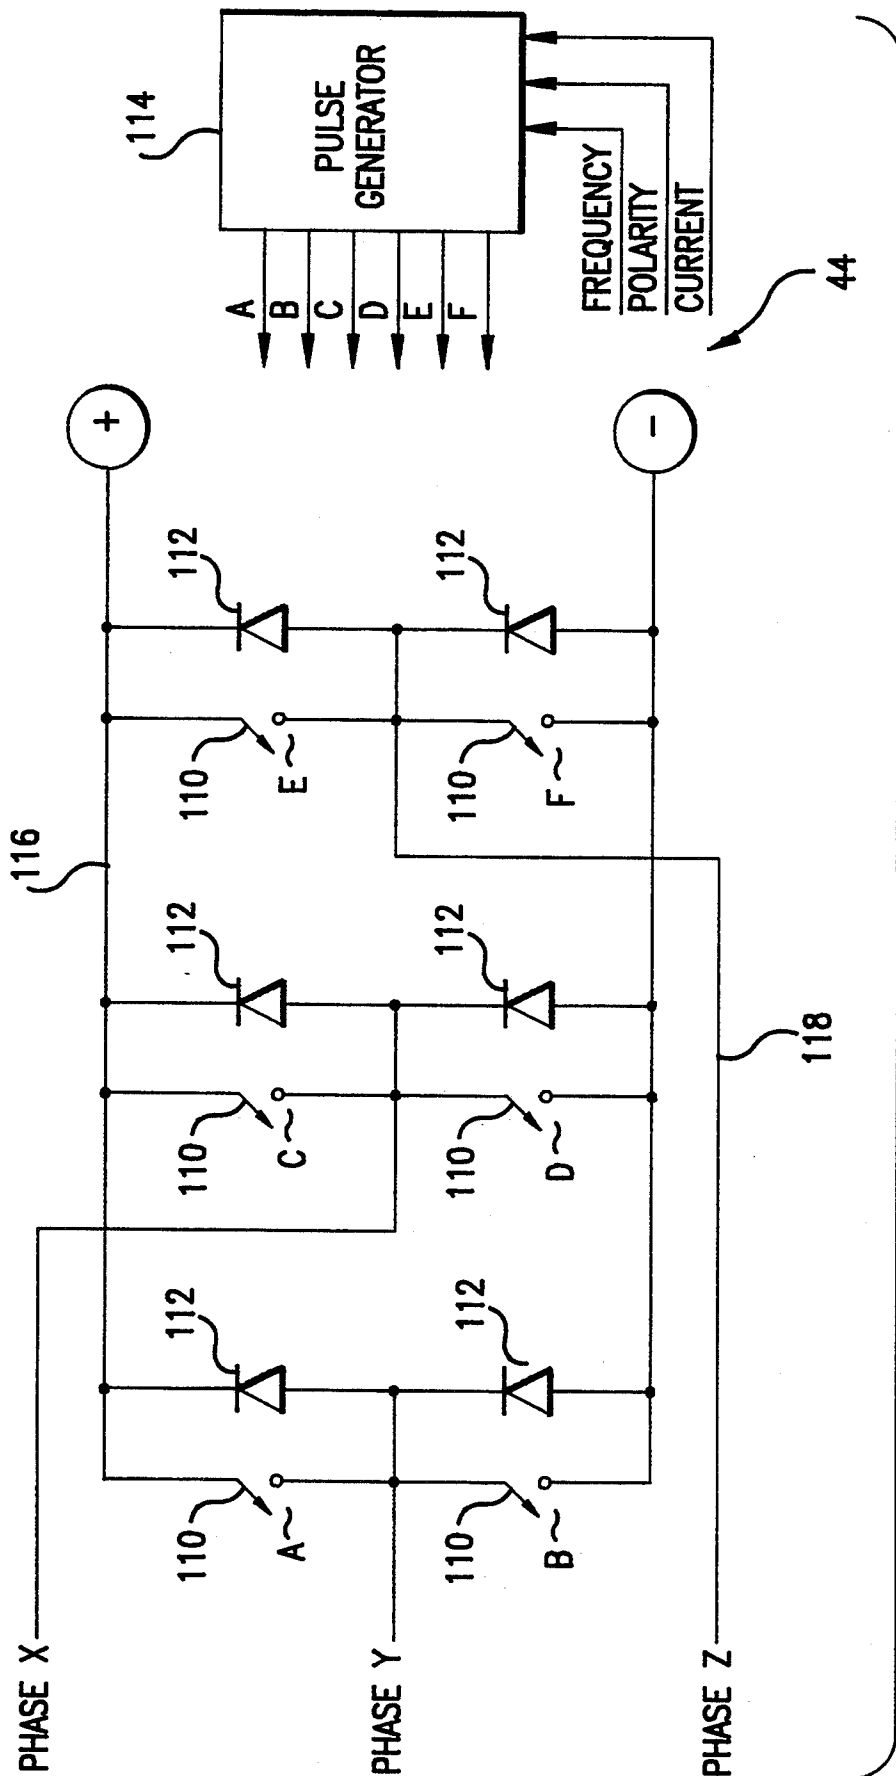 PHASE X
PHASE Y
PHASE Z
116
118
110
112
110
112
110
112
A
C
E
110
112
110
112
110
112
B
D
F
+
-
114
PULSE
GENERATOR
A
B
C
D
E
F
FREQUENCY
POLARITY
CURRENT
44